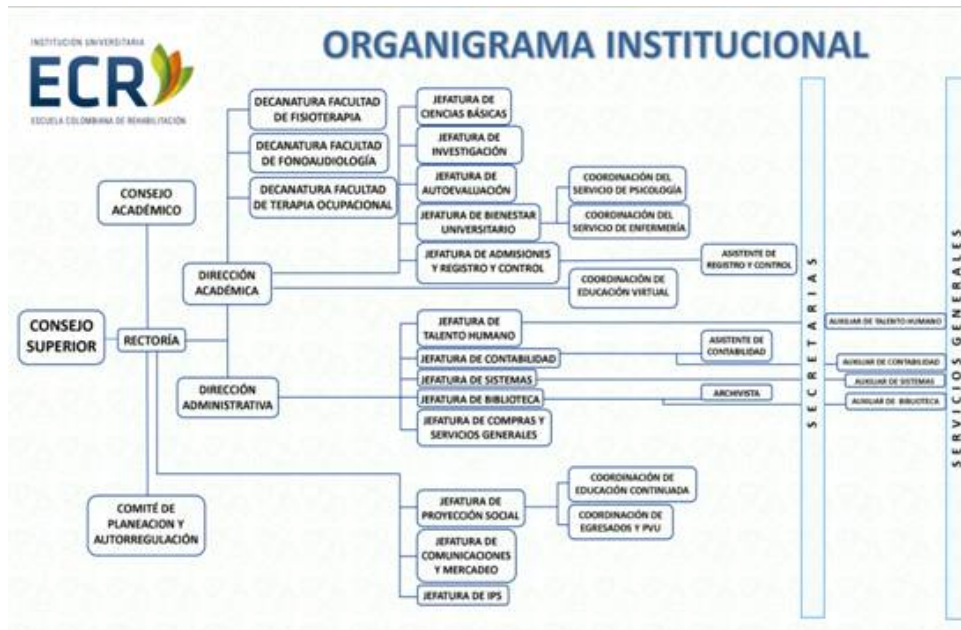 INSTITUCIÓN UNIVERSITARIA
ECR
ESCUELA COLOMBIANA DE REHABILITACIÓN
ORGANIGRAMA INSTITUCIONAL
DECANATURA FACULTAD
DE FISIOTERAPIA
DECANATURA FACULTAD
DE FONOAUDIOLOGÍA
DECANATURA FACULTAD
DE TERAPIA OCUPACIONAL
JEFATURA DE
CIENCIAS BÁSICAS
JEFATURA DE
INVESTIGACIÓN
JEFATURA DE
AUTOEVALUACIÓN
JEFATURA DE BIENESTAR
UNIVERSITARIO
JEFATURA DE ADMISIONES
Y REGISTRO Y CONTROL
COORDINACIÓN DEL
SERVICIO DE PSICOLOGÍA
COORDINACIÓN DEL
SERVICIO DE ENFERMERÍA
ASISTENTE DE
REGISTRO Y CONTROL
COORDINACIÓN DE
EDUCACIÓN VIRTUAL
CONSEJO
ACADÉMICO
DIRECCIÓN
ACADÉMICA
CONSEJO
SUPERIOR
RECTORÍA
DIRECCIÓN
ADMINISTRATIVA
JEFATURA DE
TALENTO HUMANO
JEFATURA DE CONTABILIDAD
JEFATURA DE SISTEMAS
JEFATURA DE BIBLIOTECA
JEFATURA DE COMPRAS Y
SERVICIOS GENERALES
ASISTENTE DE
CONTABILIDAD
ARCHIVISTA
AUXILIAR DE TALENTO HUMANO
AUXILIAR DE CONTABILIDAD
AUXILIAR DE SISTEMAS
AUXILIAR DE BIBLIOTECA
COMITÉ DE
PLANEACION Y
AUTORREGULACIÓN
JEFATURA DE
PROYECCIÓN SOCIAL
JEFATURA DE
COMUNICACIONES
Y MERCADEO
JEFATURA DE IPS
COORDINACIÓN DE
EDUCACIÓN CONTINUADA
COORDINACIÓN DE
EGRESADOS Y PVU
SECRETARIAS
SERVICIOS GENERALES